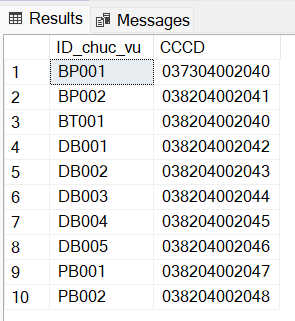 Results Messages
ID_chuc_vu CCCD
1 BP001 037304002040
2 BP002 038204002041
3 BT001 038204002040
4 DB001 038204002042
5 DB002 038204002043
6 DB003 038204002044
7 DB004 038204002045
8 DB005 038204002046
9 PB001 038204002047
10 PB002 038204002048